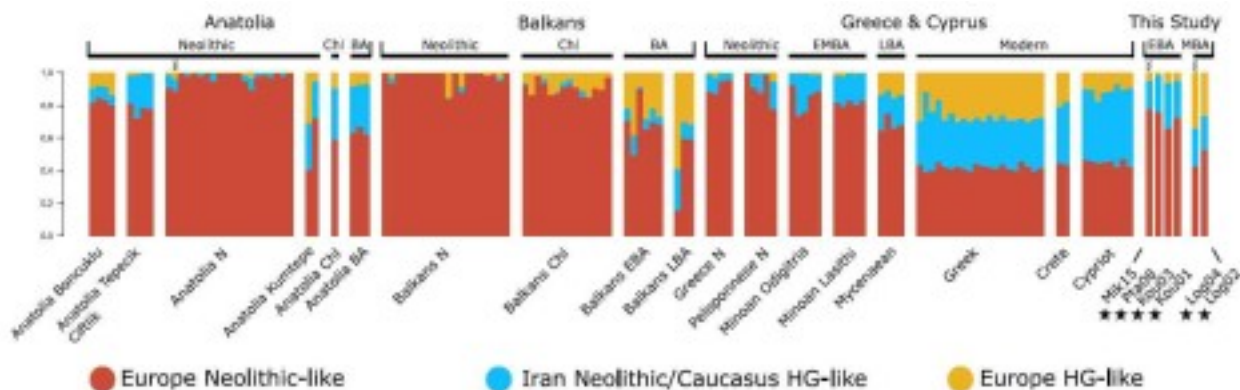 Anatolia Balkans Greece & Cyprus This Study
Neolithic Chl BA Neolithic Chl BA Neolithic EMBA LBA Modern EBA MBA
1.0
0.8
0.6
0.4
0.2
0.0
Anatolia Boncuklu
Anatolia Tepecik
Ciftlik
Anatolia N
Anatolia Kumtepe
Anatolia Chl
Anatolia BA
Balkans N
Balkans Chl
Balkans EBA
Balkans LBA
Greece N
Peloponnese N
Minoan Odigitria
Minoan Lasithi
Mycenaean
Greek
Crete
Cypriot
Mik15
Kou03
Kou01
Log04
Log02
Europe Neolithic-like Iran Neolithic/Caucasus HG-like Europe HG-like